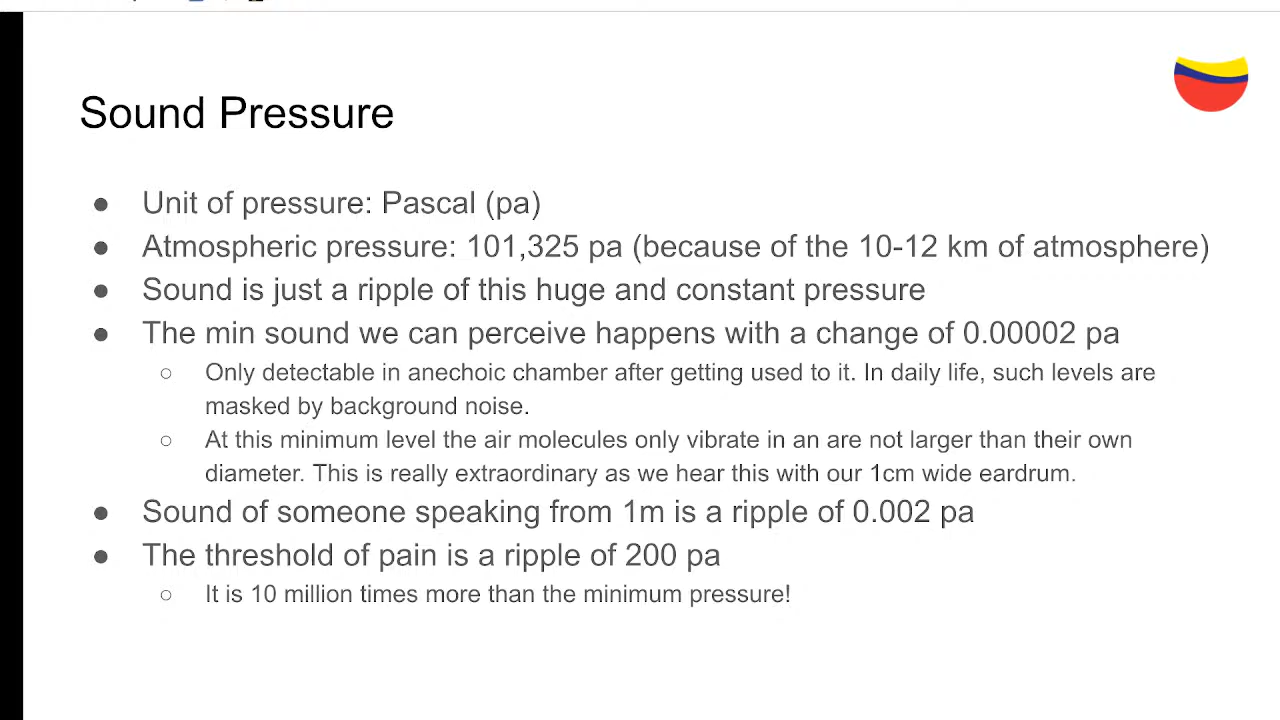 Sound Pressure
● Unit of pressure: Pascal (pa)
● Atmospheric pressure: 101,325 pa (because of the 10-12 km of atmosphere)
● Sound is just a ripple of this huge and constant pressure
● The min sound we can perceive happens with a change of 0.00002 pa
○ Only detectable in anechoic chamber after getting used to it. In daily life, such levels are
masked by background noise.
○ At this minimum level the air molecules only vibrate in an are not larger than their own
diameter. This is really extraordinary as we hear this with our 1cm wide eardrum.
● Sound of someone speaking from 1m is a ripple of 0.002 pa
● The threshold of pain is a ripple of 200 pa
○ It is 10 million times more than the minimum pressure!